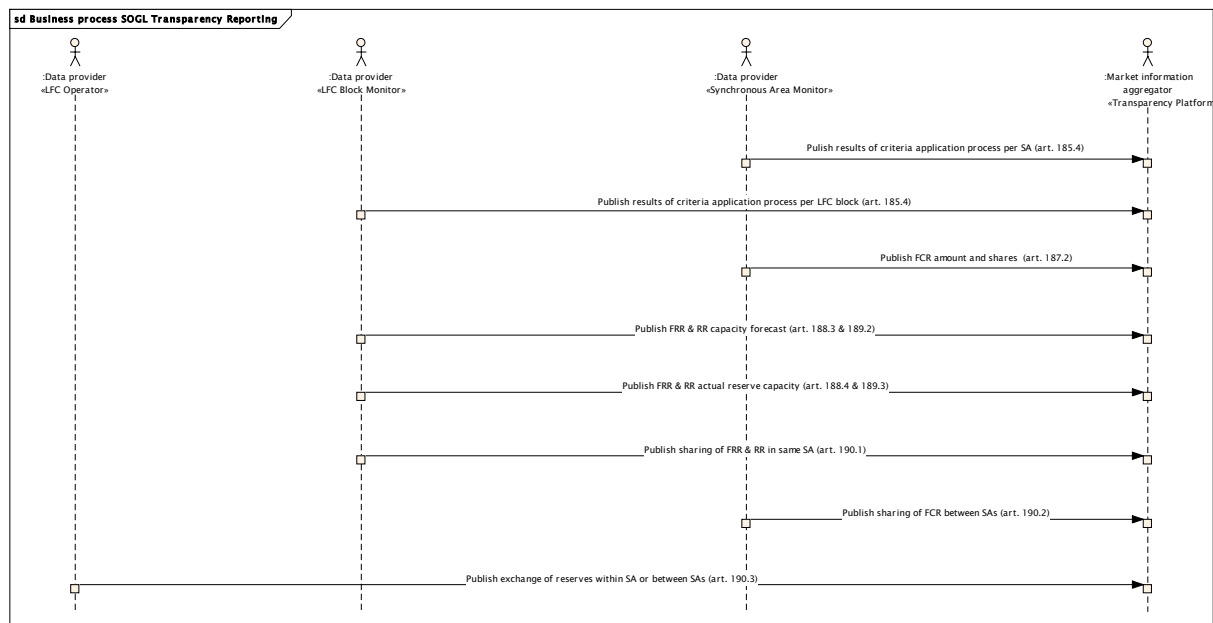 sd Business process SOGL Transparency Reporting
:Data provider
«LFC Operator»
:Data provider
«LFC Block Monitor»
:Data provider
«Synchronous Area Monitor»
:Market information
aggregator
«Transparency Platform
Pulish results of criteria application process per SA (art. 185.4)
Publish results of criteria application process per LFC block (art. 185.4)
Publish FCR amount and shares  (art. 187.2)
Publish FRR & RR capacity forecast (art. 188.3 & 189.2)
Publish FRR & RR actual reserve capacity (art. 188.4 & 189.3)
Publish sharing of FRR & RR in same SA (art. 190.1)
Publish sharing of FCR between SAs (art. 190.2)
Publish exchange of reserves within SA or between SAs (art. 190.3)